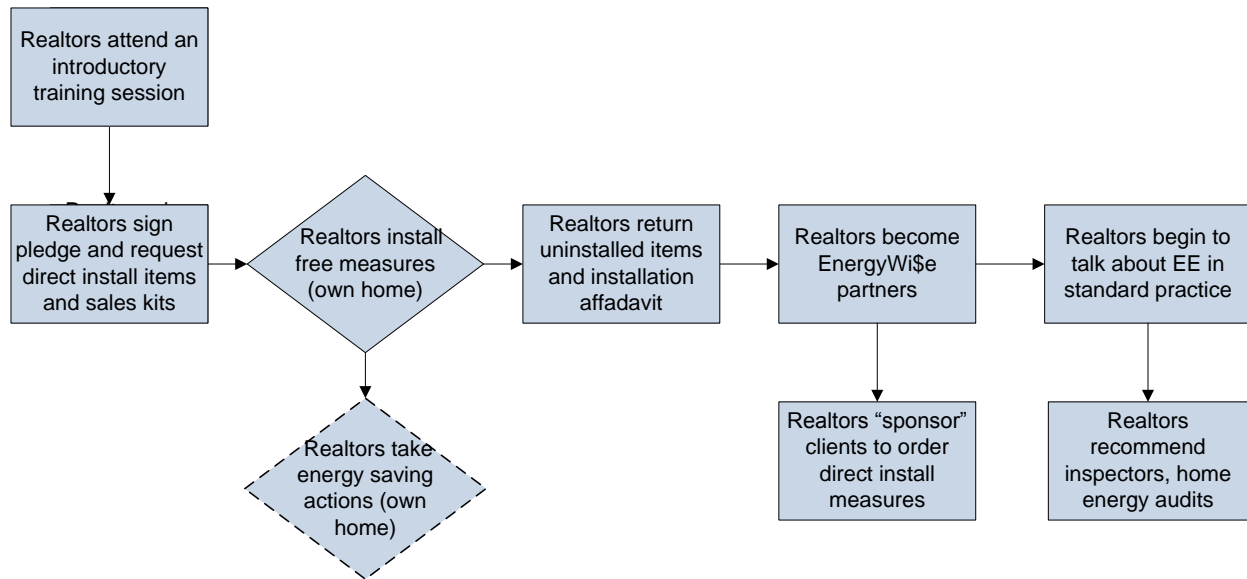 Realtors attend an
introductory
training session
Realtors sign
pledge and request
direct install items
and sales kits
Realtors install
free measures
(own home)
Realtors return
uninstalled items
and installation
affadavit
Realtors become
EnergyWi$e
partners
Realtors begin to
talk about EE in
standard practice
Realtors take
energy saving
actions (own
home)
Realtors “sponsor”
clients to order
direct install
measures
Realtors
recommend
inspectors, home
energy audits